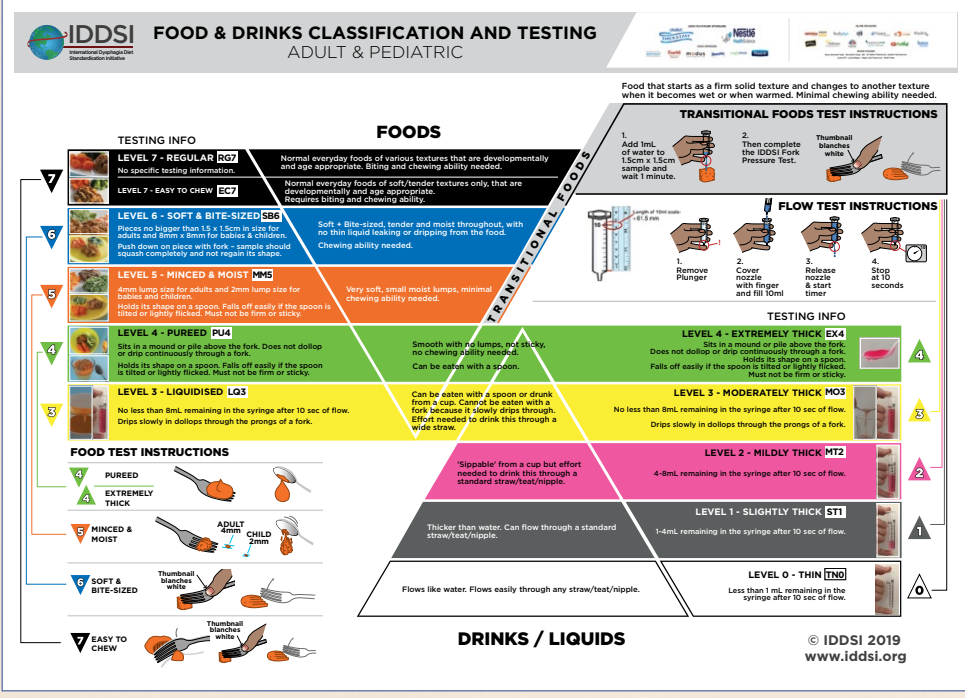 IDDSI
International Dysphagia Diet
Standardisation Initiative
FOOD & DRINKS CLASSIFICATION AND TESTING
ADULT & PEDIATRIC
Nestlé
HealthScience
Food that starts as a firm solid texture and changes to another texture
when it becomes wet or when warmed. Minimal chewing ability needed.
TRANSITIONAL FOODS TEST INSTRUCTIONS
1.
Add 1mL
of water to
1.5cm x 1.5cm
sample and
wait 1 minute.
2.
Then complete
the IDDSI Fork
Pressure Test.
Thumbnail
blanches
white
FOODS
TESTING INFO
TRANSITIONAL FOODS
7
LEVEL 7 - REGULAR RG7
No specific testing information.
Normal everyday foods of various textures that are developmentally
and age appropriate. Biting and chewing ability needed.
LEVEL 7 - EASY TO CHEW EC7
Normal everyday foods of soft/tender textures only, that are
developmentally and age appropriate.
Requires biting and chewing ability.
6
LEVEL 6 - SOFT & BITE-SIZED SB6
Pieces no bigger than 1.5 x 1.5cm in size for
adults and 8mm x 8mm for babies & children.
Push down on piece with fork – sample should
squash completely and not regain its shape.
Soft + Bite-sized, tender and moist throughout, with
no thin liquid leaking or dripping from the food.
Chewing ability needed.
5
LEVEL 5 - MINCED & MOIST MM5
4mm lump size for adults and 2mm lump size for
babies and children.
Holds its shape on a spoon. Falls off easily if the spoon is
tilted or lightly flicked. Must not be firm or sticky.
Very soft, small moist lumps, minimal
chewing ability needed.
FLOW TEST INSTRUCTIONS
Length of 10ml scale:
= 61.5 mm
10
1.
Remove
Plunger
2.
Cover
nozzle
with finger
and fill 10ml
3.
Release
nozzle
& start
timer
4.
Stop
at 10
seconds
TESTING INFO
4
LEVEL 4 - PUREED PU4
Sits in a mound or pile above the fork. Does not dollop
or drip continuously through a fork.
Holds its shape on a spoon. Falls off easily if the spoon
is tilted or lightly flicked. Must not be firm or sticky.
Smooth with no lumps, not sticky,
no chewing ability needed.
Can be eaten with a spoon.
LEVEL 4 - EXTREMELY THICK EX4
Sits in a mound or pile above the fork.
Does not dollop or drip continuously through a fork.
Holds its shape on a spoon.
Falls off easily if the spoon is tilted or lightly flicked.
Must not be firm or sticky.
4
3
LEVEL 3 - LIQUIDISED LQ3
No less than 8mL remaining in the syringe after 10 sec of flow.
Drips slowly in dollops through the prongs of a fork.
Can be eaten with a spoon or drunk
from a cup. Cannot be eaten with a
fork because it slowly drips through.
Effort needed to drink this through a
wide straw.
LEVEL 3 - MODERATELY THICK MO3
No less than 8mL remaining in the syringe after 10 sec of flow.
Drips slowly in dollops through the prongs of a fork.
3
'Sippable' from a cup but effort
needed to drink this through a
standard straw/teat/nipple.
LEVEL 2 - MILDLY THICK MT2
4-8mL remaining in the syringe after 10 sec of flow.
2
Thicker than water. Can flow through a standard
straw/teat/nipple.
LEVEL 1 - SLIGHTLY THICK ST1
1-4mL remaining in the syringe after 10 sec of flow.
1
Flows like water. Flows easily through any straw/teat/nipple.
LEVEL 0 - THIN TN0
Less than 1 mL remaining in the
syringe after 10 sec of flow.
0
FOOD TEST INSTRUCTIONS
4
PUREED
4
EXTREMELY
THICK
5
MINCED &
MOIST
ADULT
4mm
CHILD
2mm
6
SOFT &
BITE-SIZED
Thumbnail
blanches
white
7
EASY TO
CHEW
Thumbnail
blanches
white
DRINKS / LIQUIDS
© IDDSI 2019
www.iddsi.org